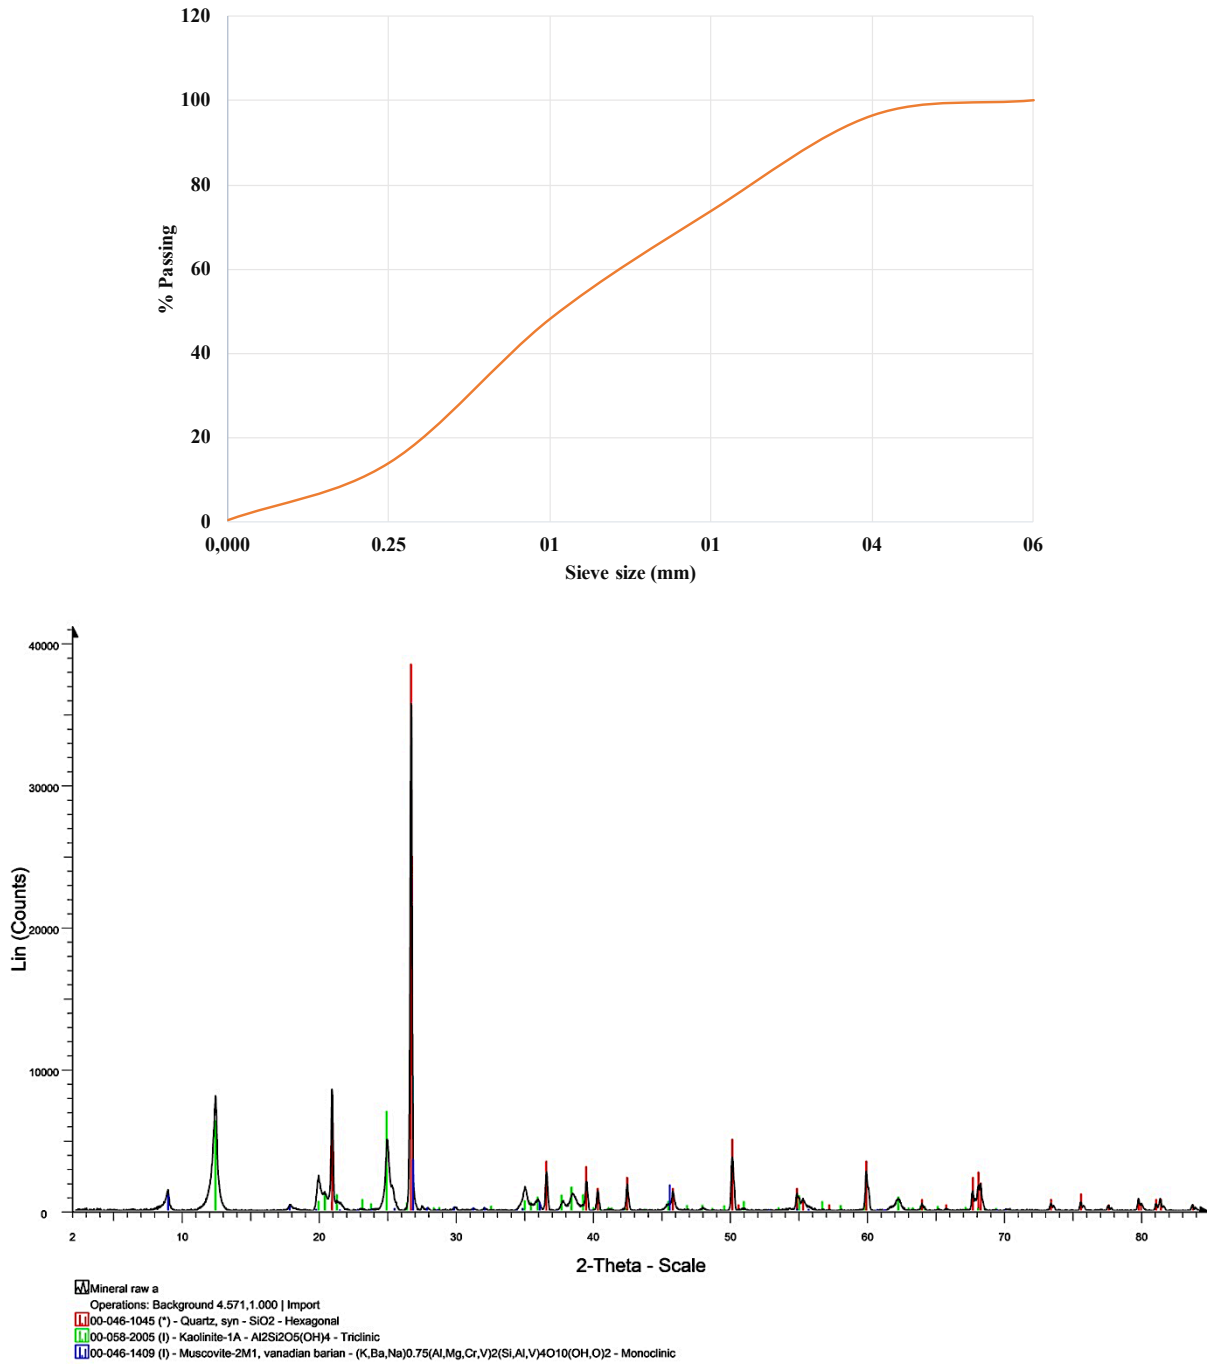 120
100
80
60
40
20
0
% Passing
0,000 0.25 01 01 04 06
Sieve size (mm)
40000
30000
20000
10000
0
Lin (Counts)
2 10 20 30 40 50 60 70 80
2-Theta - Scale
Mineral raw a
Operations: Background 4.571,1.000 | Import
00-046-1045 (*) - Quartz, syn - SiO2 - Hexagonal
00-058-2005 (I) - Kaolinite-1A - Al2Si2O5(OH)4 - Triclinic
00-046-1409 (I) - Muscovite-2M1, vanadian barian - (K,Ba,Na)0.75(Al,Mg,Cr,V)2(Si,Al,V)4O10(OH,O)2 - Monoclinic